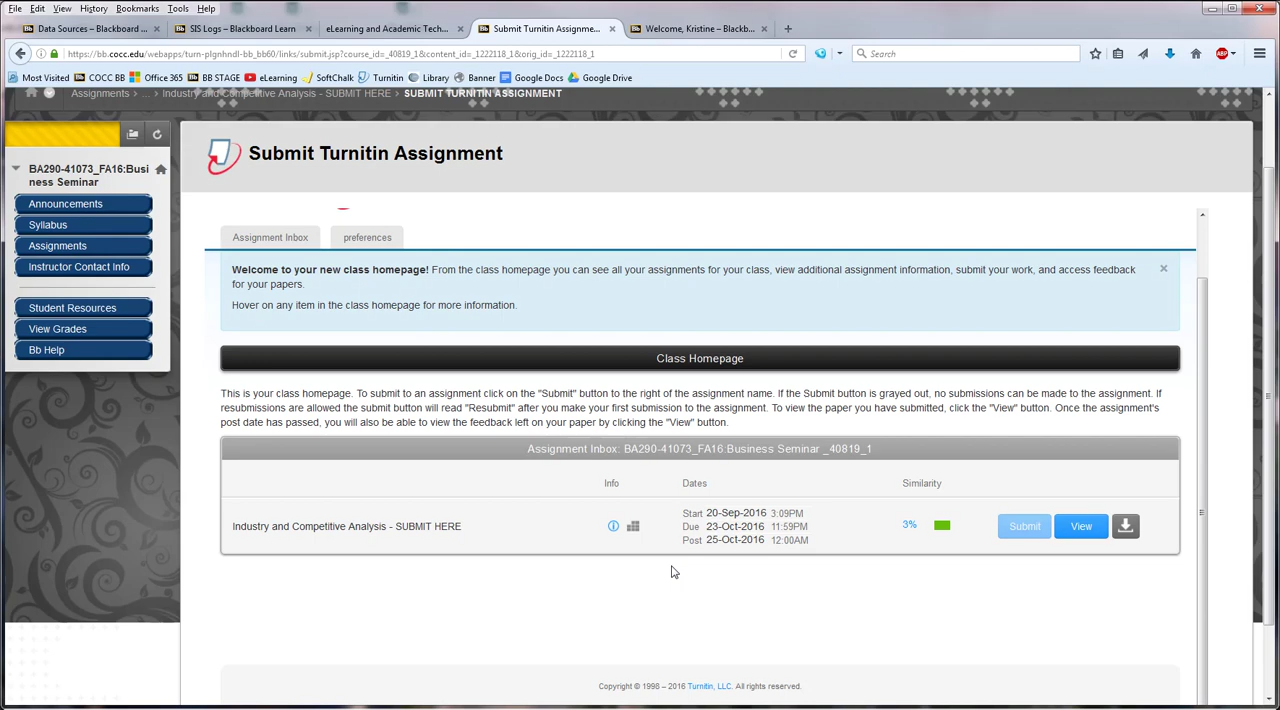 File Edit View History Bookmarks Tools Help
Data Sources – Blackboard ... × SIS Logs – Blackboard Learn × eLearning and Academic Tech... × Submit Turnitin Assignme... × Welcome, Kristine – Blackb... × +
https://bb.cocc.edu/webapps/turn-plgnhndl-bb_bb60/links/submit.jsp?course_id=_40819_1&content_id=_1222118_1&orig_id=_1222118_1 Search ABP
Most Visited COCC BB Office 365 BB STAGE eLearning SoftChalk Turnitin Library Banner Google Docs Google Drive
Assignments > ... > Industry and Competitive Analysis - SUBMIT HERE > SUBMIT TURNITIN ASSIGNMENT
BA290-41073_FA16:Busi
ness Seminar
Announcements
Syllabus
Assignments
Instructor Contact Info
Student Resources
View Grades
Bb Help
Submit Turnitin Assignment
Assignment Inbox preferences
Welcome to your new class homepage! From the class homepage you can see all your assignments for your class, view additional assignment information, submit your work, and access feedback
for your papers.
Hover on any item in the class homepage for more information.
Class Homepage
This is your class homepage. To submit to an assignment click on the "Submit" button to the right of the assignment name. If the Submit button is grayed out, no submissions can be made to the assignment. If
resubmissions are allowed the submit button will read "Resubmit" after you make your first submission to the assignment. To view the paper you have submitted, click the "View" button. Once the assignment's
post date has passed, you will also be able to view the feedback left on your paper by clicking the "View" button.
Assignment Inbox: BA290-41073_FA16:Business Seminar _40819_1
Info Dates Similarity
Industry and Competitive Analysis - SUBMIT HERE
Start 20-Sep-2016 3:09PM
Due 23-Oct-2016 11:59PM
Post 25-Oct-2016 12:00AM
3%
Submit View
Copyright © 1998 – 2016 Turnitin, LLC. All rights reserved.